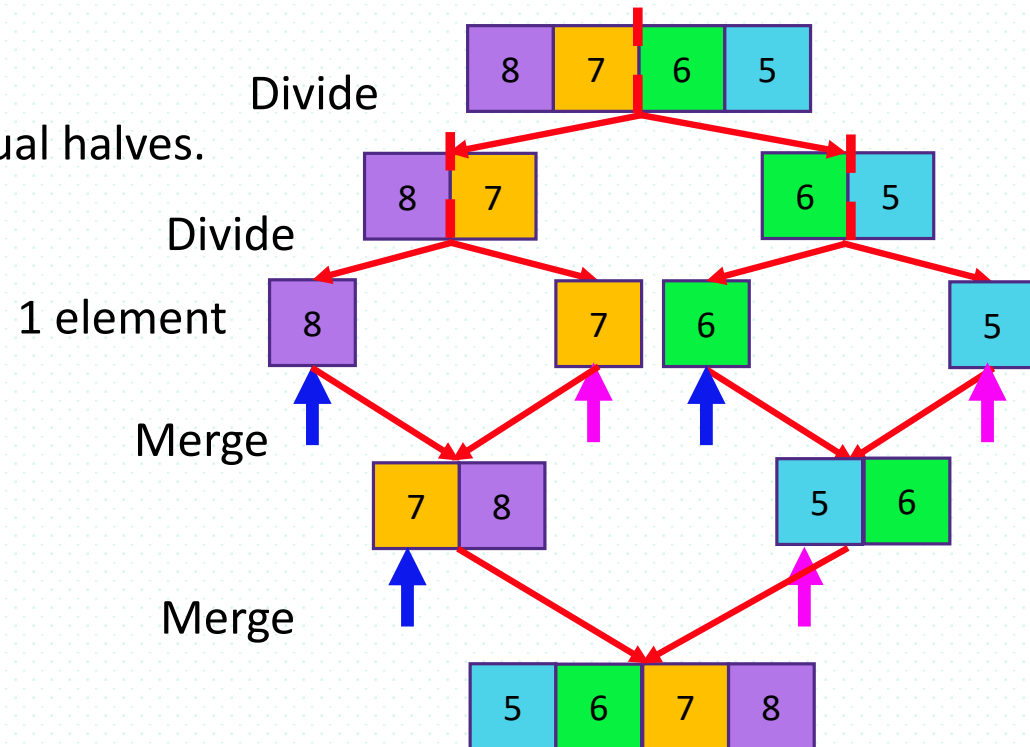 8 7 6 5
Divide
ual halves.
8 7 6 5
Divide
1 element 8 7 6 5
Merge
7 8 5 6
Merge
5 6 7 8